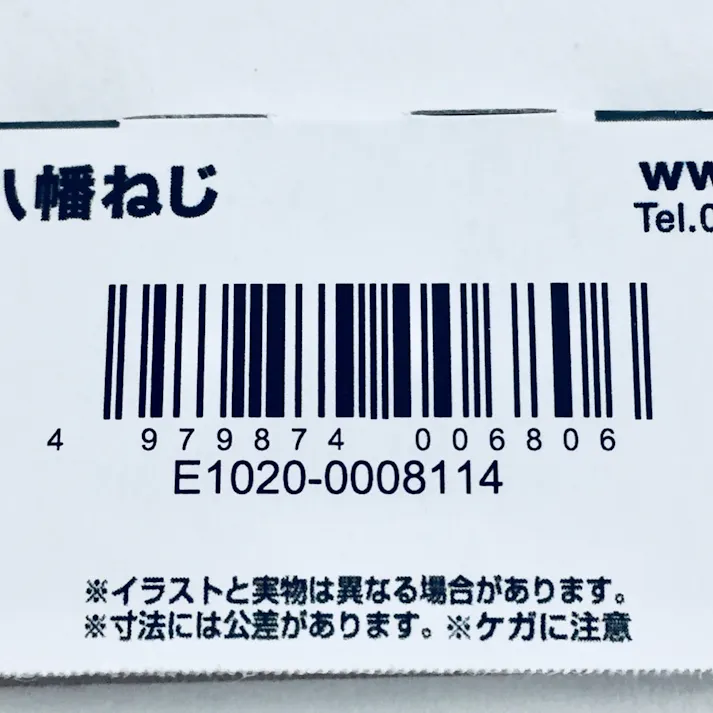 八幡ねじ
ww
Tel.0
4 979874 006806
E1020-0008114
※イラストと実物は異なる場合があります。
※寸法には公差があります。※ケガに注意